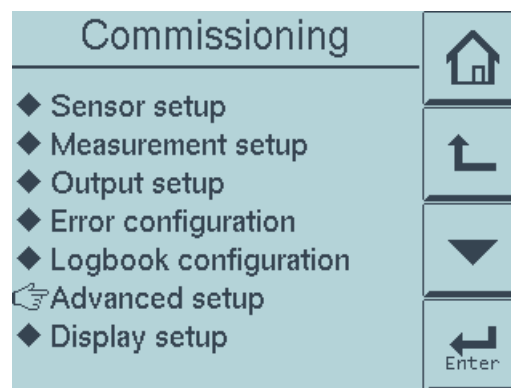 Commissioning
Sensor setup
Measurement setup
Output setup
Error configuration
Logbook configuration
Advanced setup
Display setup
Enter